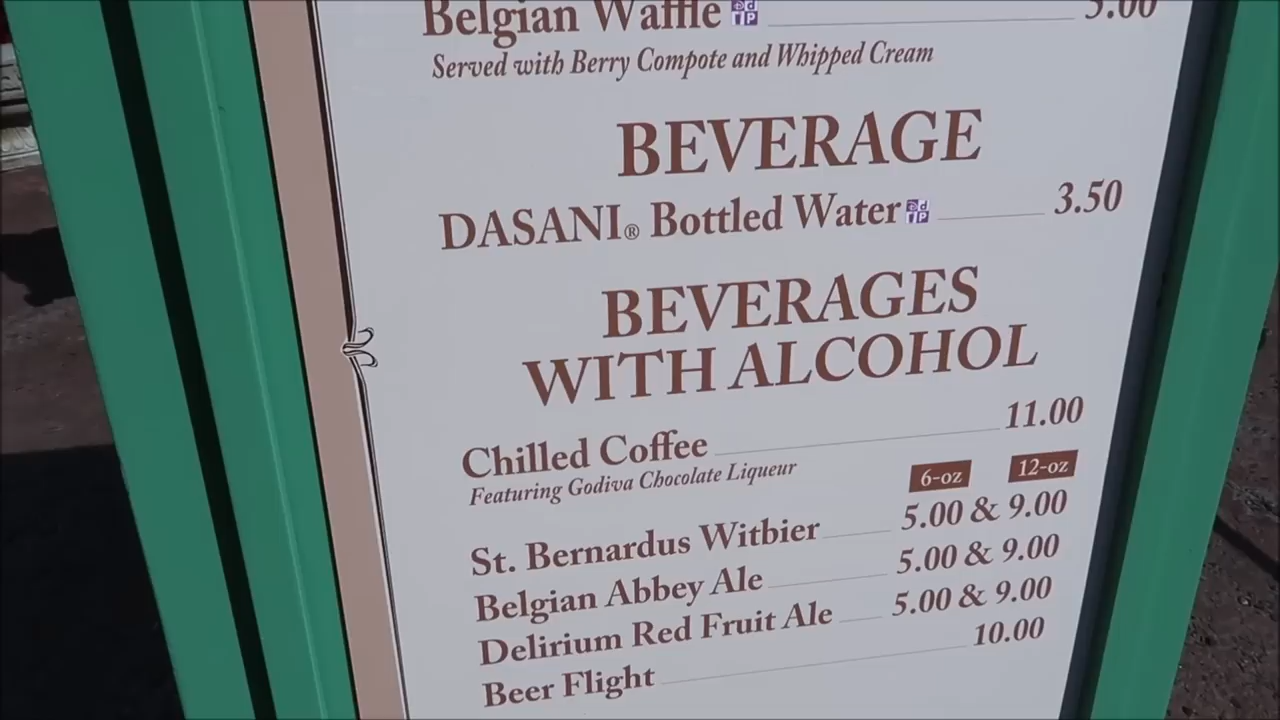 Belgian Waffle 5.00
Served with Berry Compote and Whipped Cream
BEVERAGE
DASANI® Bottled Water 3.50
BEVERAGES
WITH ALCOHOL
Chilled Coffee 11.00
Featuring Godiva Chocolate Liqueur
6-oz 12-oz
St. Bernardus Witbier 5.00 & 9.00
Belgian Abbey Ale 5.00 & 9.00
Delirium Red Fruit Ale 5.00 & 9.00
Beer Flight 10.00